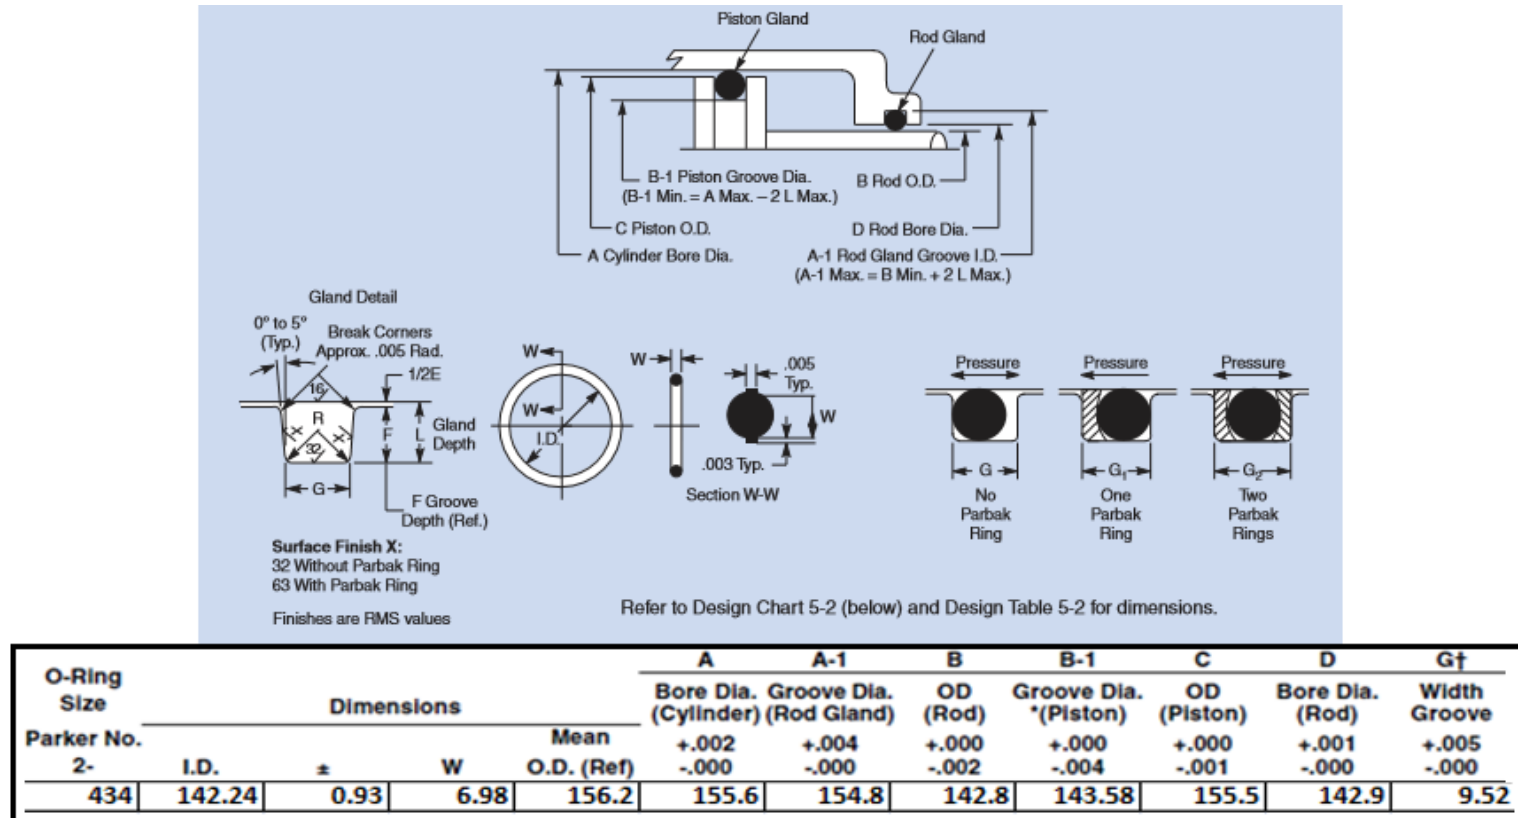 Piston Gland
Rod Gland
B-1 Piston Groove Dia.
(B-1 Min. = A Max. – 2 L Max.)
B Rod O.D.
C Piston O.D.
D Rod Bore Dia.
A Cylinder Bore Dia.
A-1 Rod Gland Groove I.D.
(A-1 Max. = B Min. + 2 L Max.)
Gland Detail
0° to 5°
(Typ.)
Break Corners
Approx. .005 Rad.
1/2E
16
R
X
X
32
F
L
Gland
Depth
G
F Groove
Depth (Ref.)
Surface Finish X:
32 Without Parbak Ring
63 With Parbak Ring
Finishes are RMS values
W
W
I.D.
W
.005
Typ.
W
.003 Typ.
Section W-W
Pressure
Pressure
Pressure
G
G₁
G₂
No
Parbak
Ring
One
Parbak
Ring
Two
Parbak
Rings
Refer to Design Chart 5-2 (below) and Design Table 5-2 for dimensions.
A A-1 B B-1 C D G†
O-Ring
Size
Parker No.
2-
Dimensions
I.D. ± W
Mean
O.D. (Ref)
Bore Dia.
(Cylinder)
+.002
-.000
Groove Dia.
(Rod Gland)
+.004
-.000
OD
(Rod)
+.000
-.002
Groove Dia.
*(Piston)
+.000
-.004
OD
(Piston)
+.000
-.001
Bore Dia.
(Rod)
+.001
-.000
Width
Groove
+.005
-.000
434 142.24 0.93 6.98 156.2 155.6 154.8 142.8 143.58 155.5 142.9 9.52